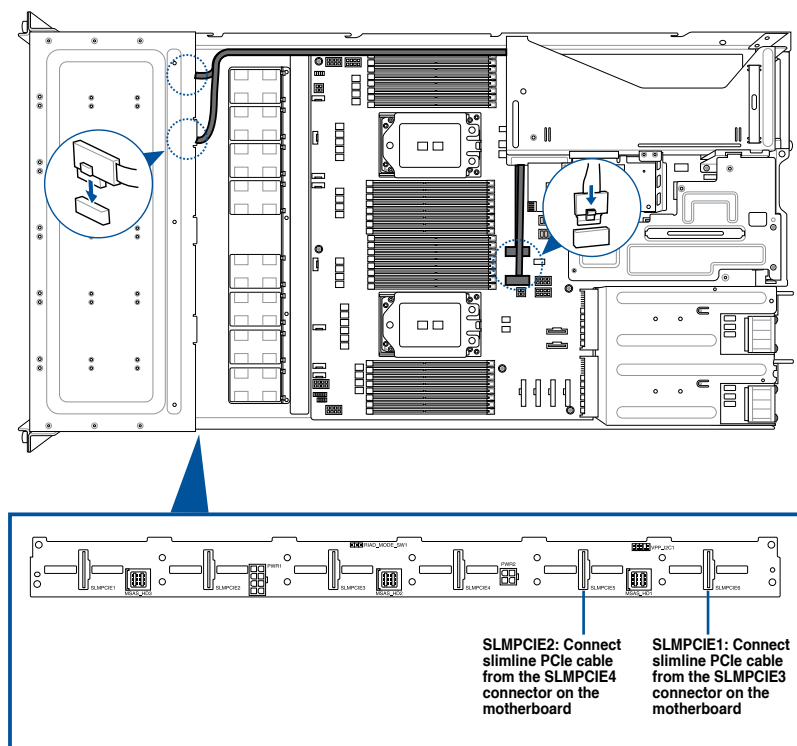 RIAD_MODE_SW1
VPP_I2C1
PWR1
PWR2
SLMPCIE1
SLMPCIE2
SLMPCIE3
SLMPCIE4
SLMPCIE5
SLMPCIE6
MSAS_HD3
MSAS_HD2
MSAS_HD1
SLMPCIE2: Connect
slimline PCIe cable
from the SLMPCIE4
connector on the
motherboard
SLMPCIE1: Connect
slimline PCIe cable
from the SLMPCIE3
connector on the
motherboard